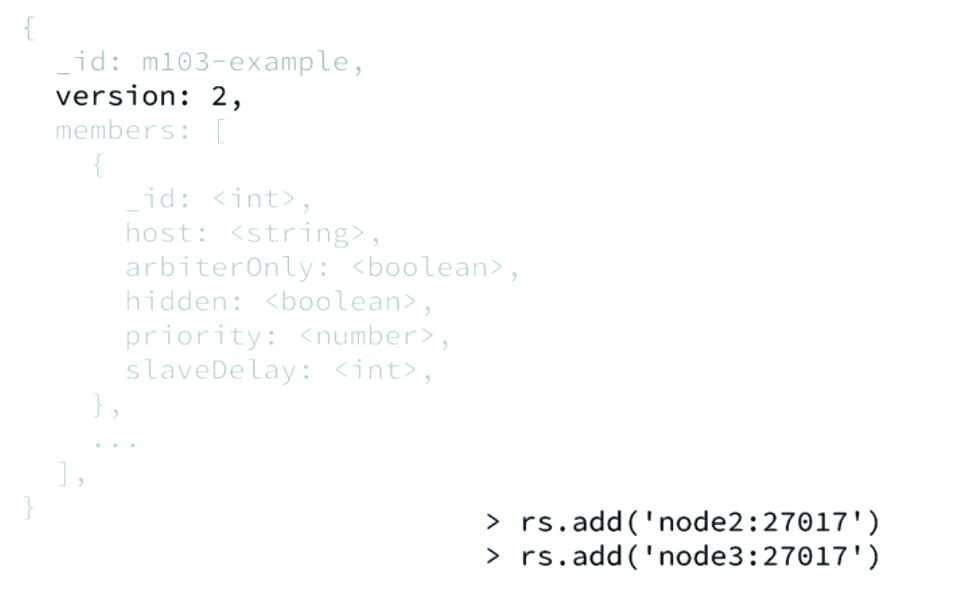 {
  _id: m103-example,
  version: 2,
  members: [
    {
      _id: <int>,
      host: <string>,
      arbiterOnly: <boolean>,
      hidden: <boolean>,
      priority: <number>,
      slaveDelay: <int>,
    },
    ...
  ],
}
> rs.add('node2:27017')
> rs.add('node3:27017')